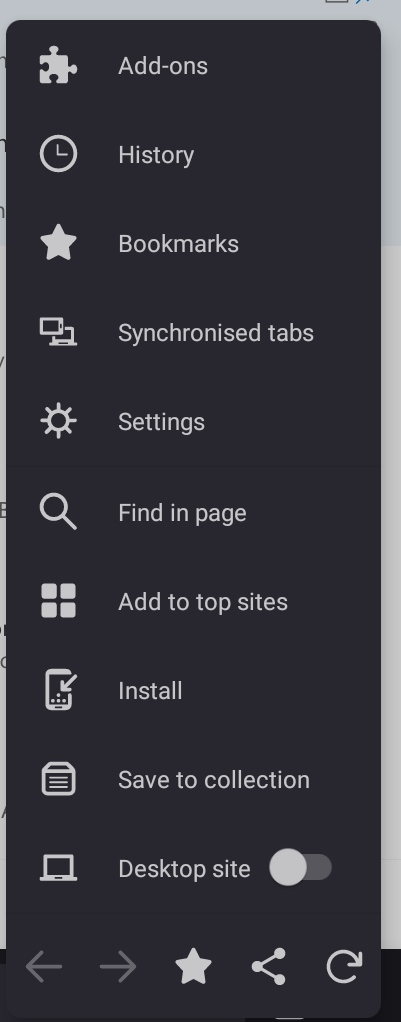 Add-ons
History
Bookmarks
Synchronised tabs
Settings
Find in page
Add to top sites
Install
Save to collection
Desktop site